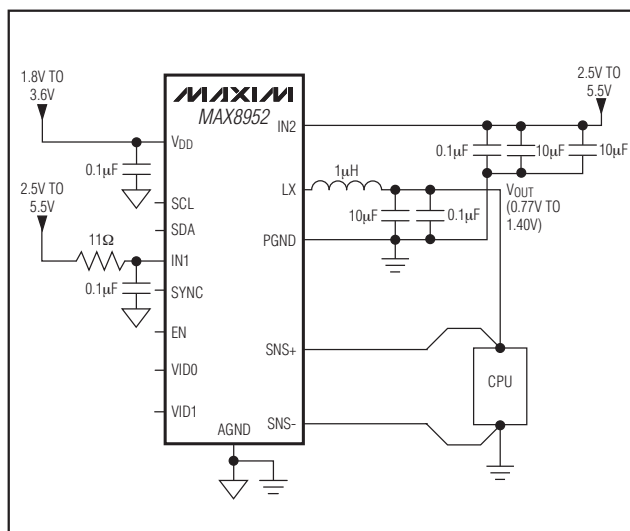 1.8V TO
3.6V
MAXIM
MAX8952
2.5V TO
5.5V
VDD
IN2
0.1µF
0.1µF
10µF
10µF
1µH
2.5V TO
5.5V
SCL
LX
VOUT
(0.77V TO
1.40V)
SDA
10µF
0.1µF
11Ω
PGND
IN1
0.1µF
SYNC
EN
SNS+
VID0
CPU
VID1
SNS-
AGND